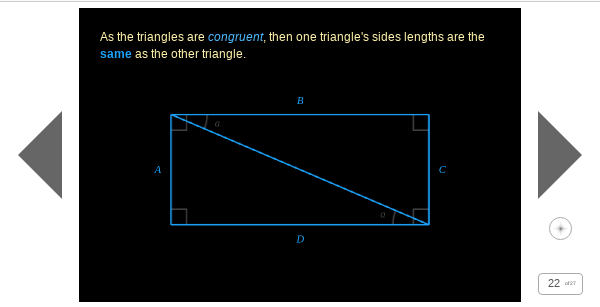 As the triangles are congruent, then one triangle's sides lengths are the
same as the other triangle.
B
a
A
C
a
D
22 of 27